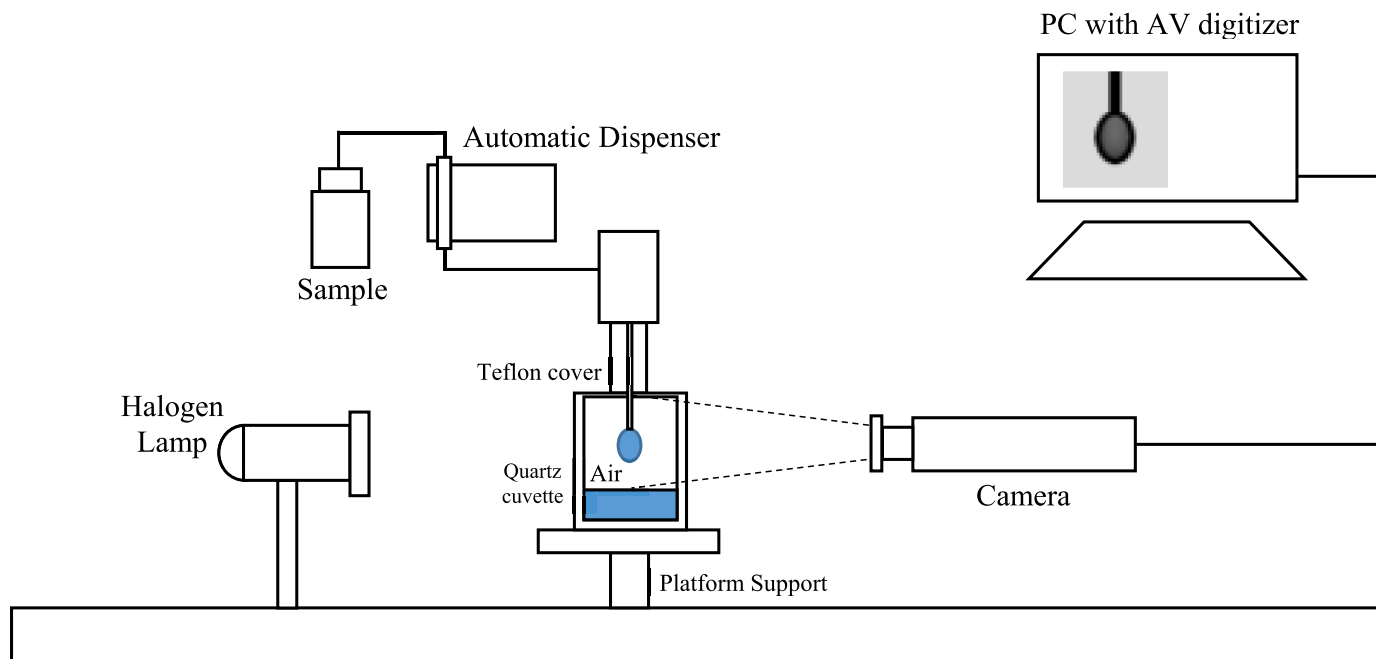 PC with AV digitizer
Automatic Dispenser
Sample
Teflon cover
Halogen
Lamp
Quartz
cuvette
Air
Camera
Platform Support